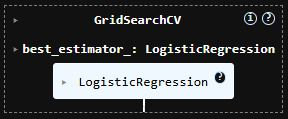 ▸ GridSearchCV i ?
▸ best_estimator_: LogisticRegression
▸ LogisticRegression ?